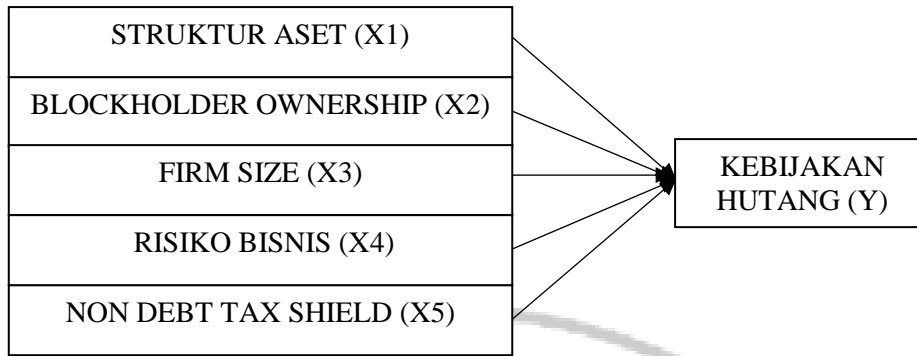 STRUKTUR ASET (X1)
BLOCKHOLDER OWNERSHIP (X2)
FIRM SIZE (X3)
RISIKO BISNIS (X4)
NON DEBT TAX SHIELD (X5)
KEBIJAKAN
HUTANG (Y)